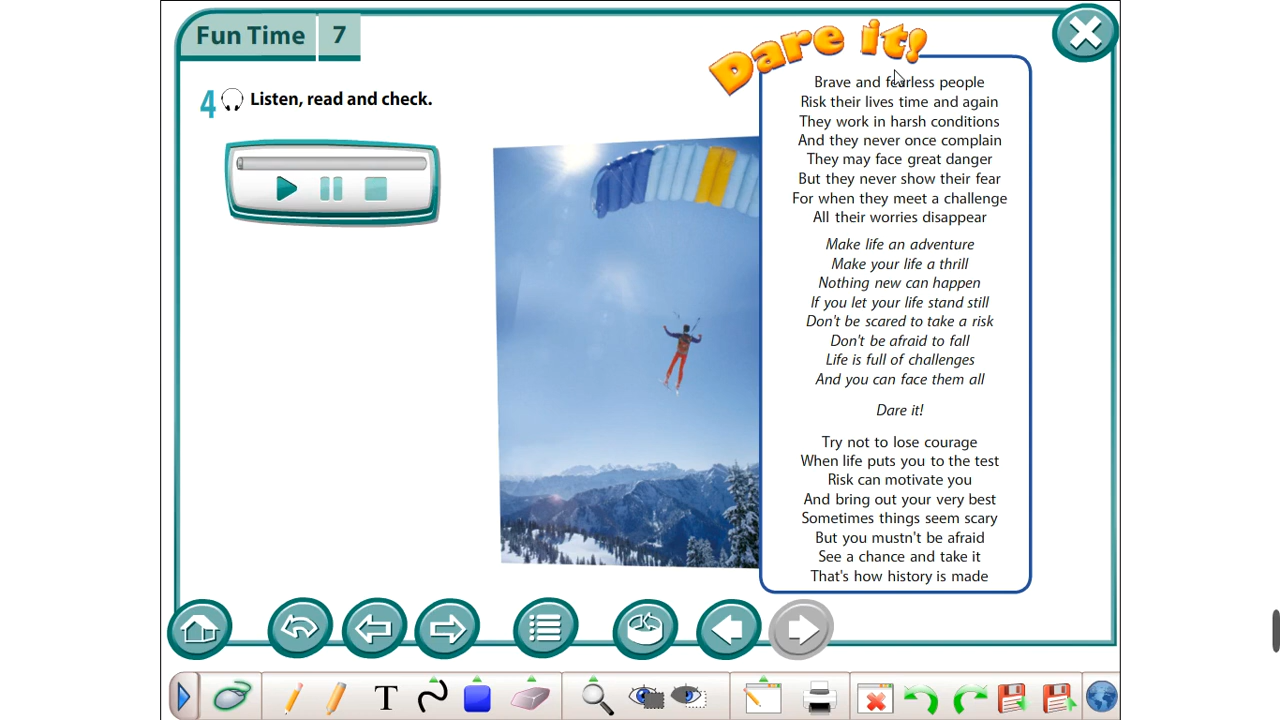 Fun Time 7
Dare it!
4 Listen, read and check.
Brave and fearless people
Risk their lives time and again
They work in harsh conditions
And they never once complain
They may face great danger
But they never show their fear
For when they meet a challenge
All their worries disappear
Make life an adventure
Make your life a thrill
Nothing new can happen
If you let your life stand still
Don't be scared to take a risk
Don't be afraid to fall
Life is full of challenges
And you can face them all
Dare it!
Try not to lose courage
When life puts you to the test
Risk can motivate you
And bring out your very best
Sometimes things seem scary
But you mustn't be afraid
See a chance and take it
That's how history is made
T